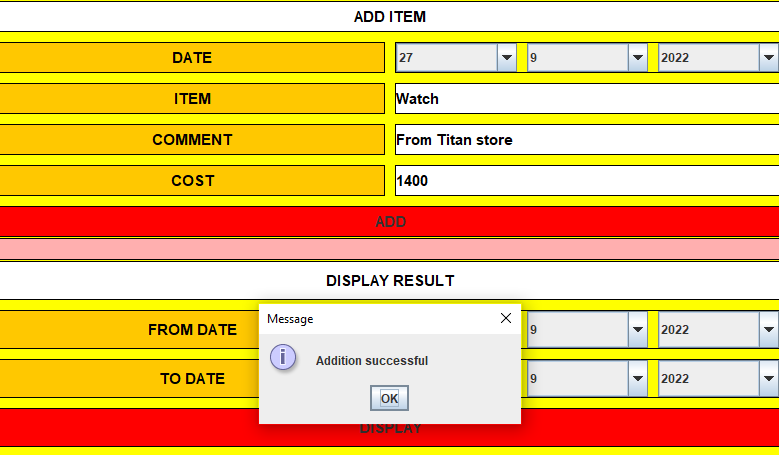 ADD ITEM
DATE 27 9 2022
ITEM Watch
COMMENT From Titan store
COST 1400
ADD
DISPLAY RESULT
Message
FROM DATE 9 2022
Addition successful
TO DATE 9 2022
OK
DISPLAY